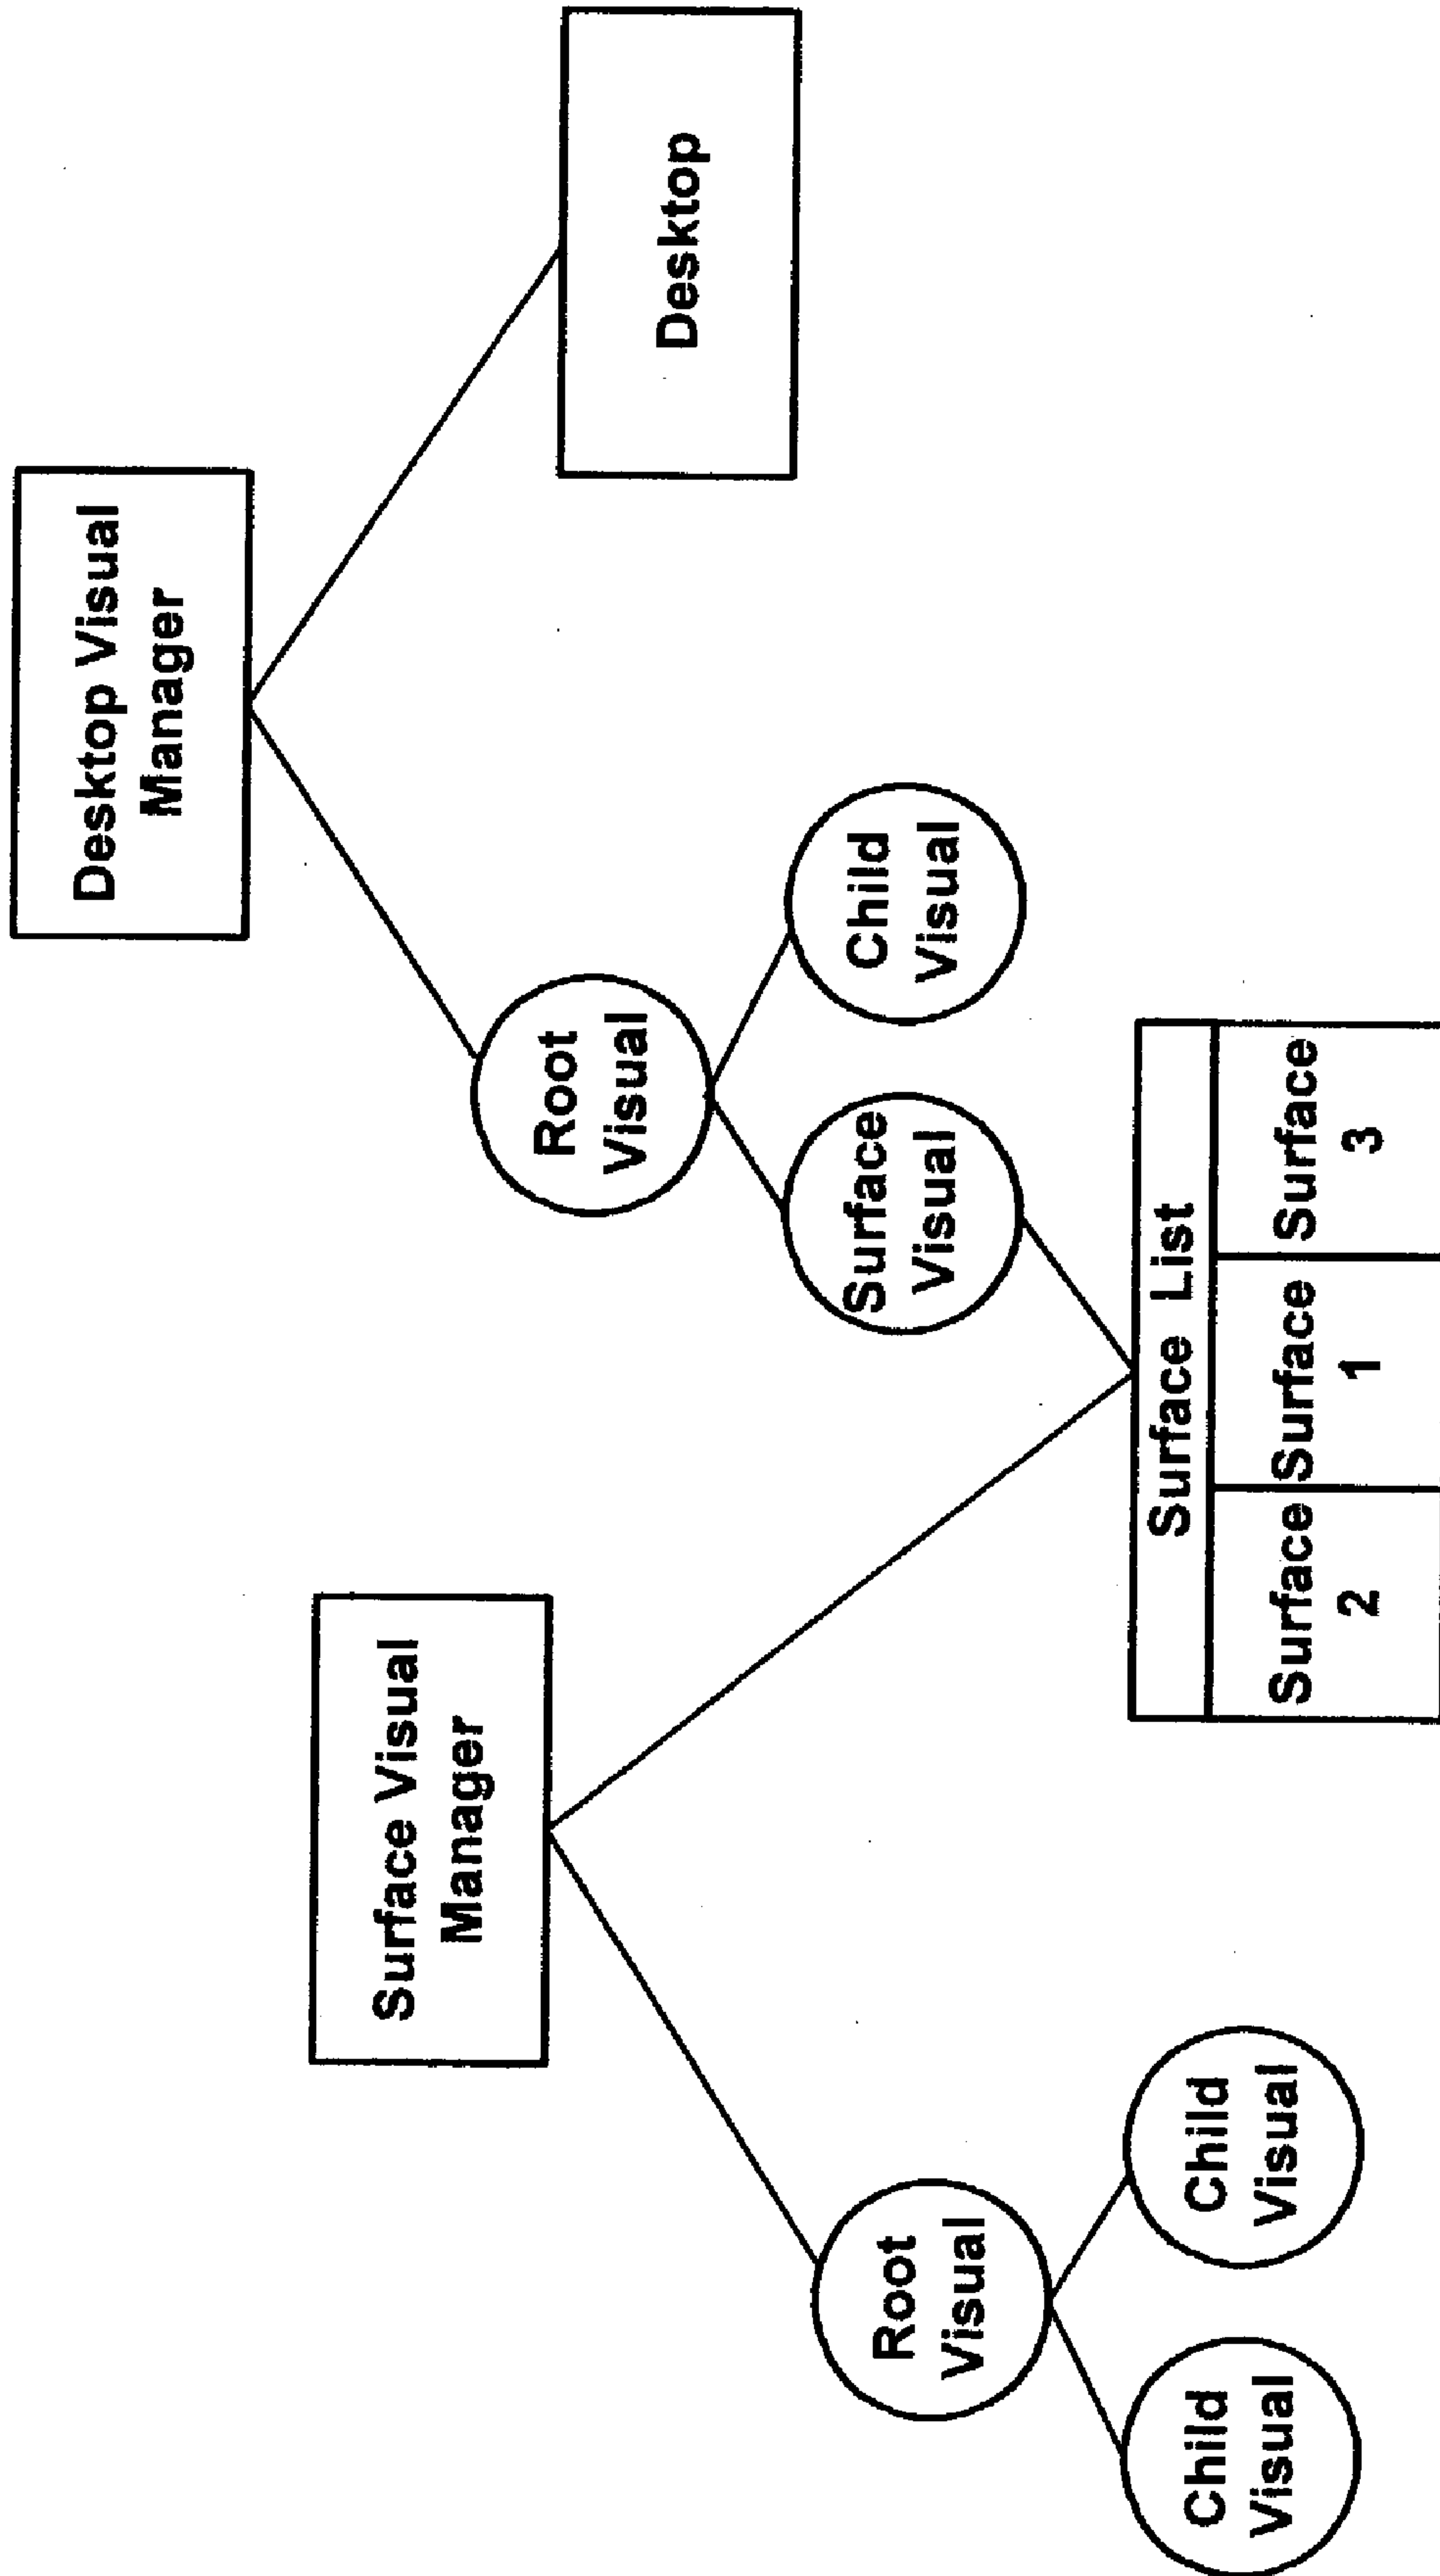 Desktop Visual
Manager
Surface Visual
Manager
Root
Visual
Desktop
Surface
Visual
Child
Visual
Root
Visual
Child
Visual
Child
Visual
Surface List
Surface
2
Surface
1
Surface
3